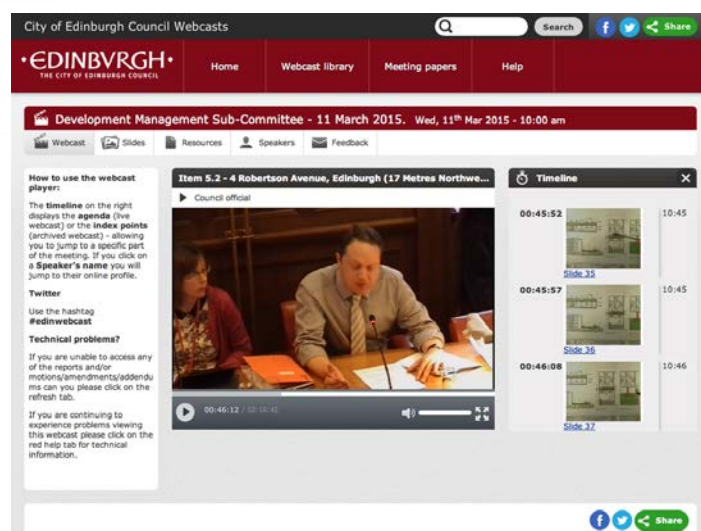 City of Edinburgh Council Webcasts
Search
Share
·EDINBVRGH·
THE CITY OF EDINBURGH COUNCIL
Home
Webcast library
Meeting papers
Help
Development Management Sub-Committee - 11 March 2015. Wed, 11th Mar 2015 - 10:00 am
Webcast
Slides
Resources
Speakers
Feedback
How to use the webcast
player:
The timeline on the right
displays the agenda (live
webcast) or the index points
(archived webcast) - allowing
you to jump to a specific part
of the meeting. If you click on
a Speaker's name you will
jump to their online profile.
Twitter
Use the hashtag
#edinwebcast
Technical problems?
If you are unable to access any
of the reports and/or
motions/amendments/addendu
ms can you please click on the
refresh tab.
If you are continuing to
experience problems viewing
this webcast please click on the
red help tab for technical
information.
Item 5.2 - 4 Robertson Avenue, Edinburgh (17 Metres Northwe...
Council official
00:46:12
Timeline
X
00:45:52
10:45
Slide 35
00:45:57
10:45
Slide 36
00:46:08
10:46
Slide 37
Share